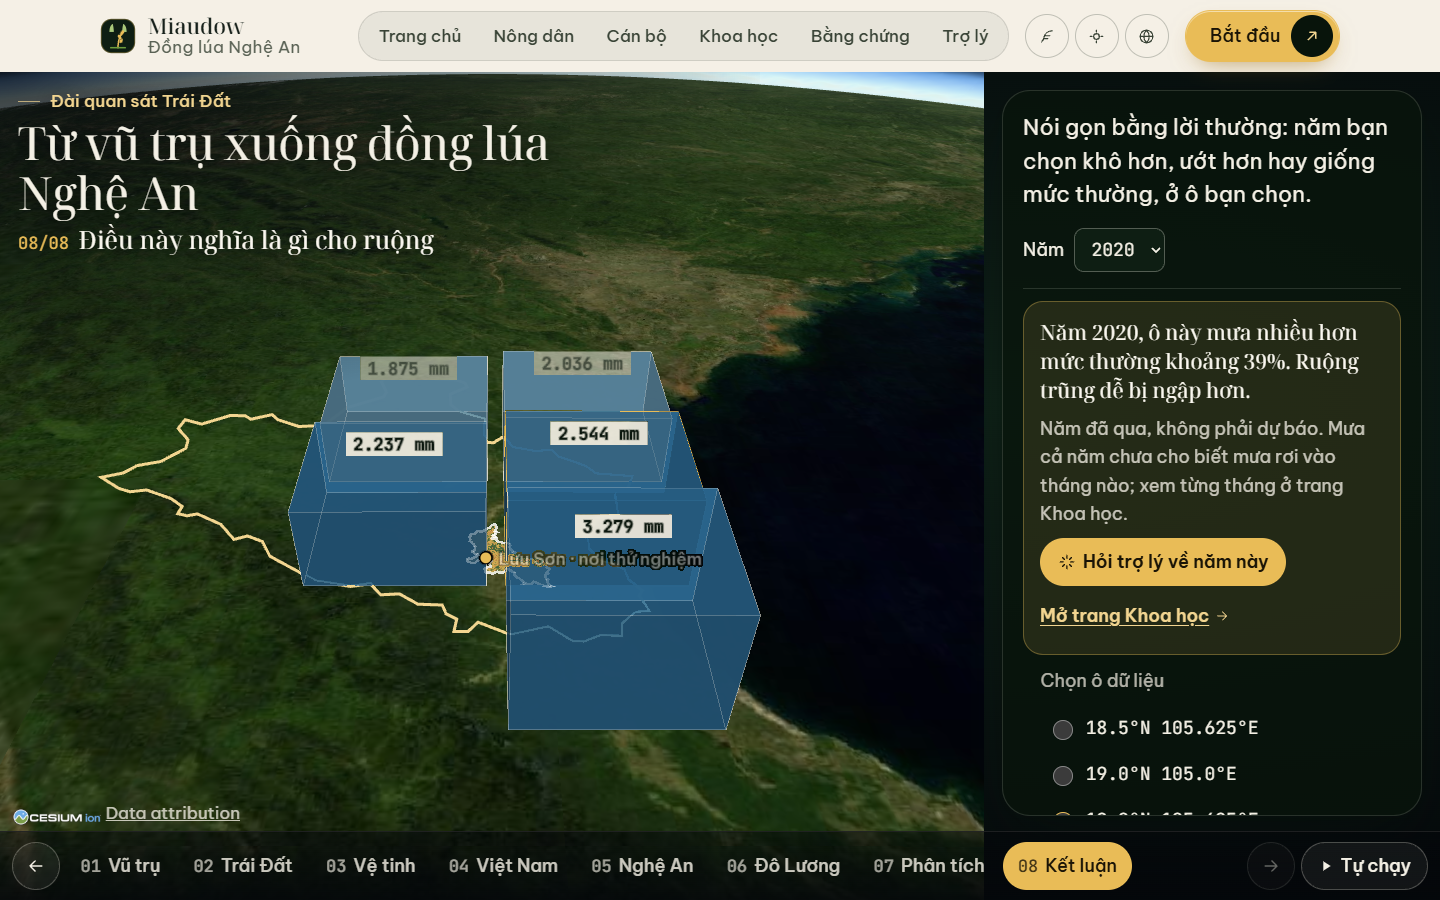 Miaudow
Đồng lúa Nghệ An
Trang chủ
Nông dân
Cán bộ
Khoa học
Bằng chứng
Trợ lý
Bắt đầu
Đài quan sát Trái Đất
Từ vũ trụ xuống đồng lúa
Nghệ An
08/08 Điều này nghĩa là gì cho ruộng
1.875 mm
2.036 mm
2.237 mm
2.544 mm
3.279 mm
Lưu Sơn · nơi thử nghiệm
CESIUM ion
Data attribution
Nói gọn bằng lời thường: năm bạn
chọn khô hơn, ướt hơn hay giống
mức thường, ở ô bạn chọn.
Năm 2020
Năm 2020, ô này mưa nhiều hơn
mức thường khoảng 39%. Ruộng
trũng dễ bị ngập hơn.
Năm đã qua, không phải dự báo. Mưa
cả năm chưa cho biết mưa rơi vào
tháng nào; xem từng tháng ở trang
Khoa học.
Hỏi trợ lý về năm này
Mở trang Khoa học →
Chọn ô dữ liệu
18.5°N 105.625°E
19.0°N 105.0°E
01 Vũ trụ
02 Trái Đất
03 Vệ tinh
04 Việt Nam
05 Nghệ An
06 Đô Lương
07 Phân tích
08 Kết luận
Tự chạy